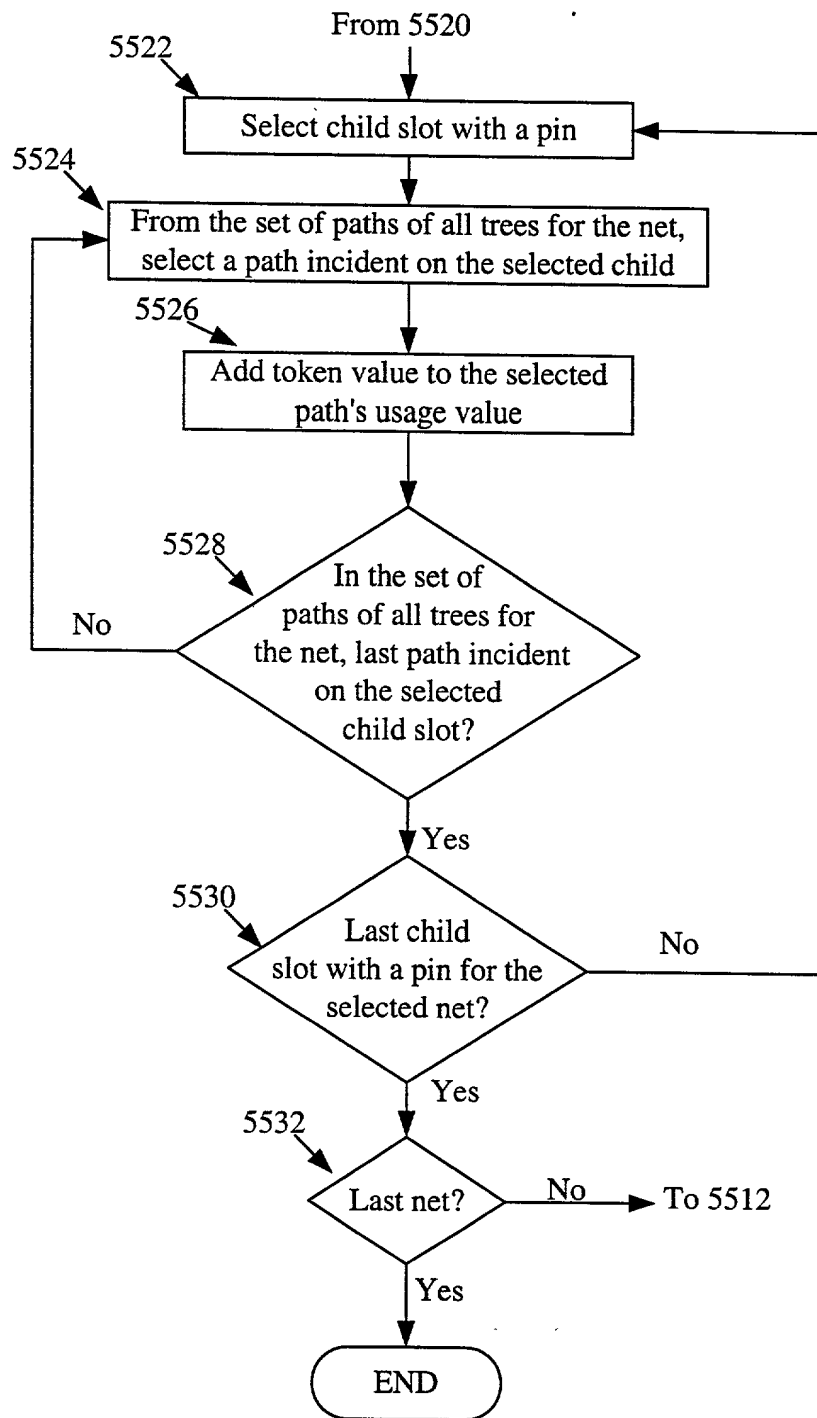 From 5520
5522
Select child slot with a pin
5524
From the set of paths of all trees for the net,
select a path incident on the selected child
5526
Add token value to the selected
path's usage value
5528
In the set of
paths of all trees for
the net, last path incident
on the selected
child slot?
No
Yes
5530
Last child
slot with a pin for the
selected net?
No
Yes
5532
Last net?
No
To 5512
Yes
END